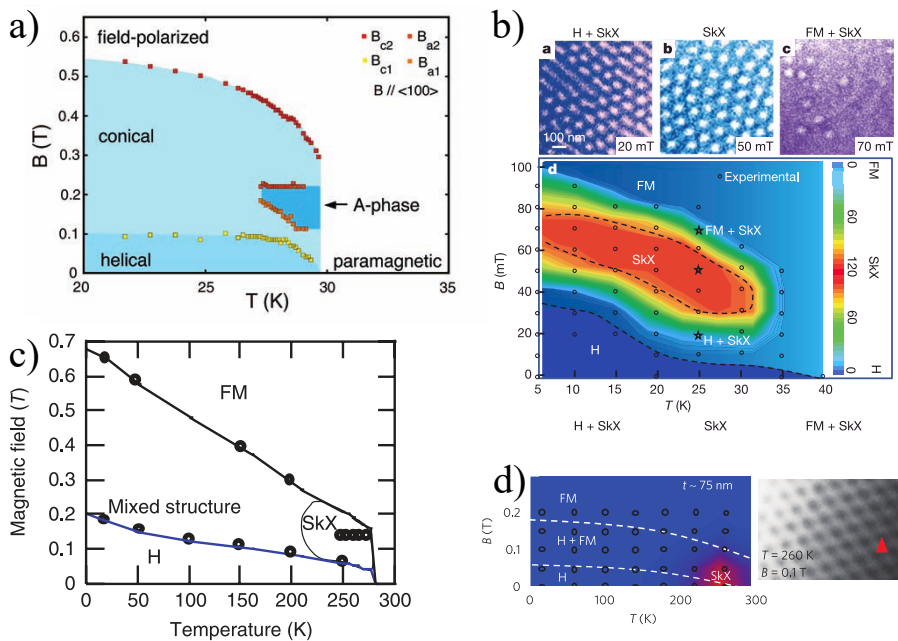 a)
B (T)
0.6
0.5
0.4
0.3
0.2
0.1
0
field-polarized
B_c2 B_a2
B_c1 B_a1
B // <100>
conical
A-phase
helical
paramagnetic
20 25 30 35
T (K)
b)
H + SkX
SkX
FM + SkX
a
b
c
100 nm
20 mT
50 mT
70 mT
d
B (mT)
100
80
60
40
20
0
FM
Experimental
FM + SkX
SkX
H + SkX
H
5 10 15 20 25 30 35 40
T (K)
0
60
120
60
0
FM
SkX
H
H + SkX
SkX
FM + SkX
c)
Magnetic field (T)
0.7
0.6
0.5
0.4
0.3
0.2
0.1
0
FM
Mixed structure
SkX
H
0 50 100 150 200 250 300
Temperature (K)
d)
B (T)
0.2
0.1
0
t ~ 75 nm
FM
H + FM
H
SkX
0 80 150 220 300
T (K)
T = 260 K
B = 0.1 T